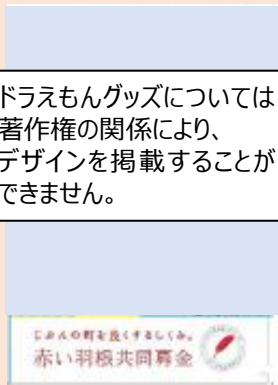 ドラえもんグッズについては
著作権の関係により、
デザインを掲載することが
できません。
じぶんの町を良くするしくみ。
赤い羽根共同募金